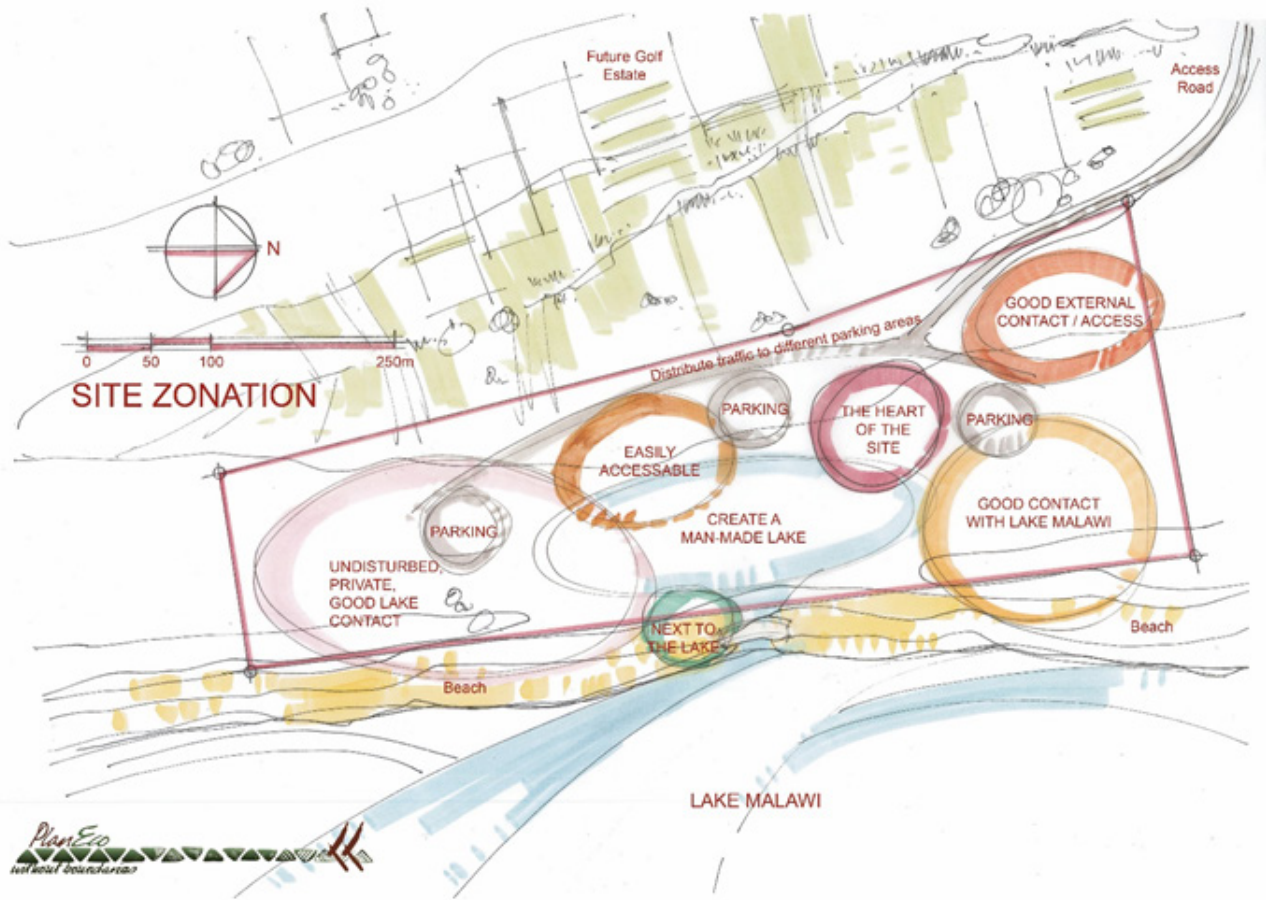 Future Golf
Estate
Access
Road
N
0 50 100 250m
SITE ZONATION
GOOD EXTERNAL
CONTACT / ACCESS
Distribute traffic to different parking areas
PARKING
THE HEART
OF THE
SITE
PARKING
EASILY
ACCESSABLE
GOOD CONTACT
WITH LAKE MALAWI
CREATE A
MAN-MADE LAKE
PARKING
UNDISTURBED,
PRIVATE,
GOOD LAKE
CONTACT
NEXT TO
THE LAKE
Beach
Beach
LAKE MALAWI
PlanEco
without boundaries